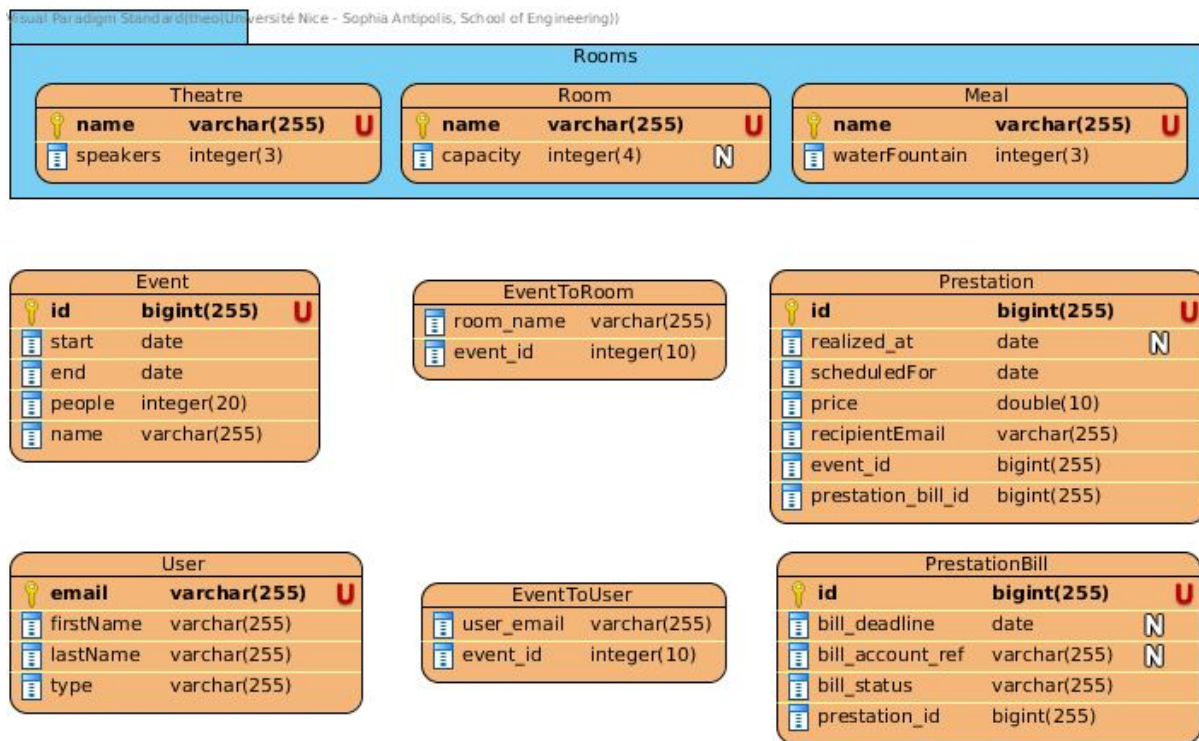 Visual Paradigm Standard(theo(Université Nice - Sophia Antipolis, School of Engineering))
Rooms
Theatre
name varchar(255) U
speakers integer(3)
Room
name varchar(255) U
capacity integer(4) N
Meal
name varchar(255) U
waterFountain integer(3)
Event
id bigint(255) U
start date
end date
people integer(20)
name varchar(255)
EventToRoom
room_name varchar(255)
event_id integer(10)
Prestation
id bigint(255) U
realized_at date N
scheduledFor date
price double(10)
recipientEmail varchar(255)
event_id bigint(255)
prestation_bill_id bigint(255)
User
email varchar(255) U
firstName varchar(255)
lastName varchar(255)
type varchar(255)
EventToUser
user_email varchar(255)
event_id integer(10)
PrestationBill
id bigint(255) U
bill_deadline date N
bill_account_ref varchar(255) N
bill_status varchar(255)
prestation_id bigint(255)